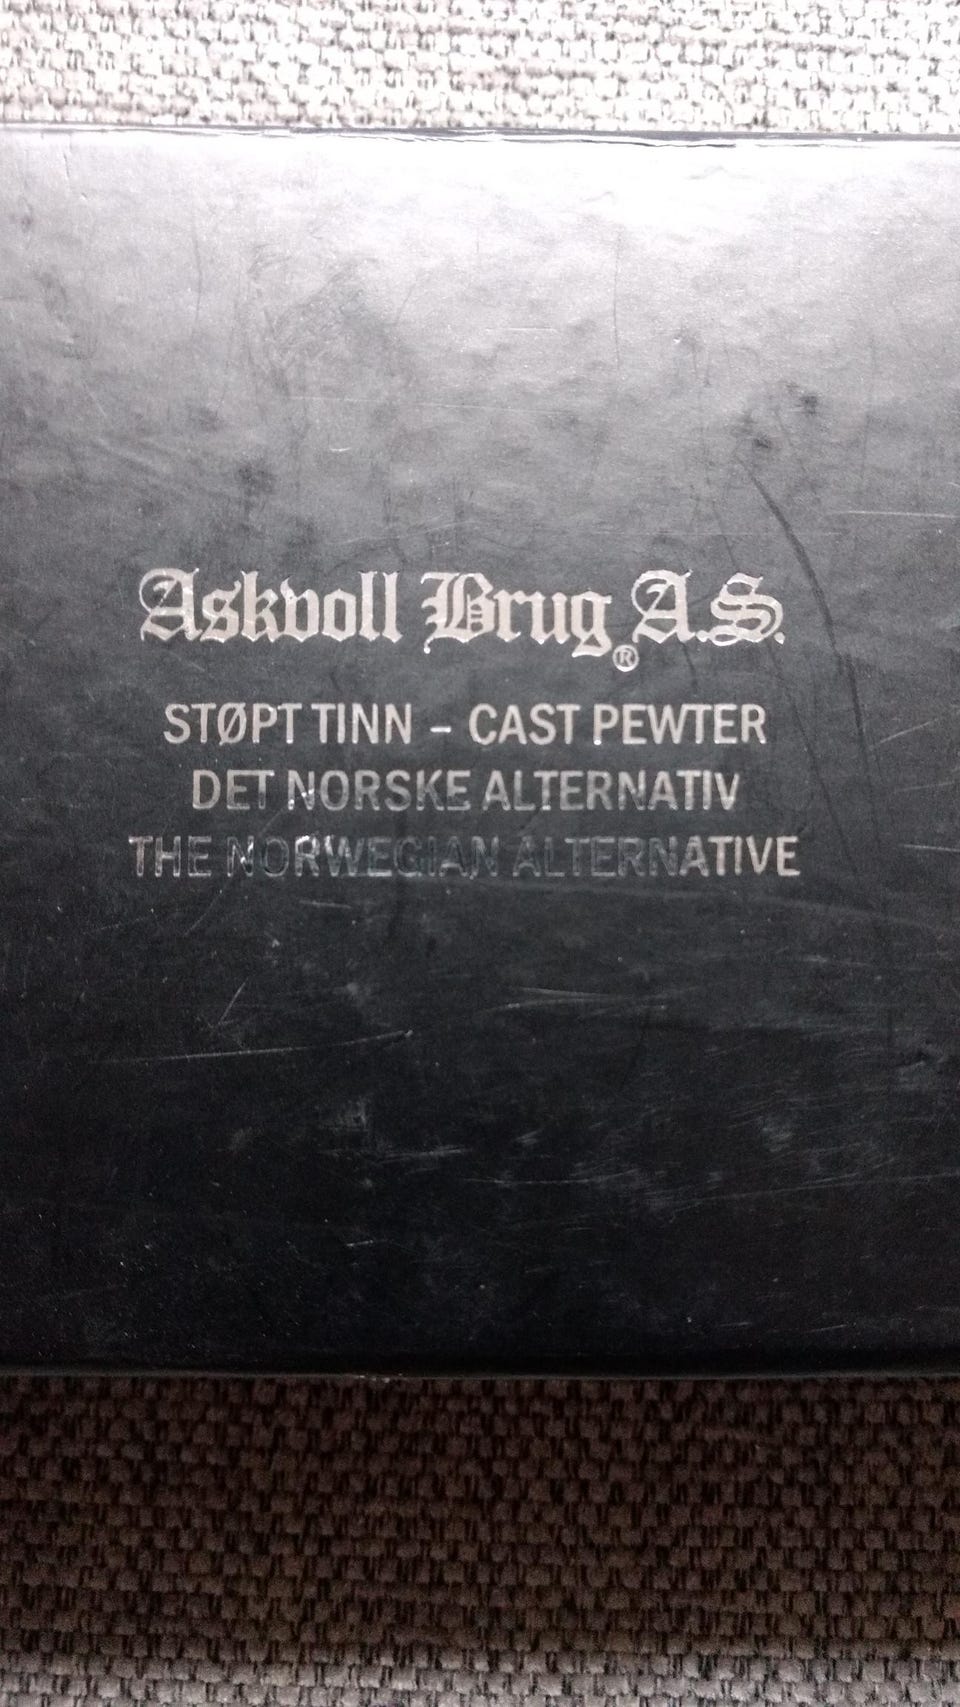 Askvoll Brug A.S.®
STØPT TINN – CAST PEWTER
DET NORSKE ALTERNATIV
THE NORWEGIAN ALTERNATIVE